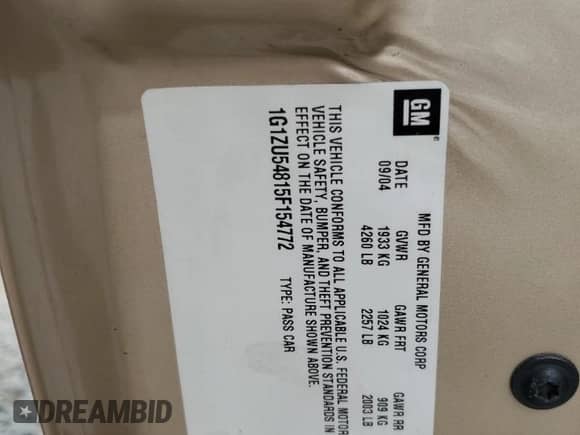 GM
®
MFD BY GENERAL MOTORS CORP
DATE GVWR GAWR FRT GAWR RR
09/04 1933 KG 1024 KG 909 KG
4260 LB 2257 LB 2003 LB
THIS VEHICLE CONFORMS TO ALL APPLICABLE U.S. FEDERAL MOTOR
VEHICLE SAFETY, BUMPER, AND THEFT PREVENTION STANDARDS IN
EFFECT ON THE DATE OF MANUFACTURE SHOWN ABOVE.
1G1ZU54815F154772 TYPE: PASS CAR
DREAMBID